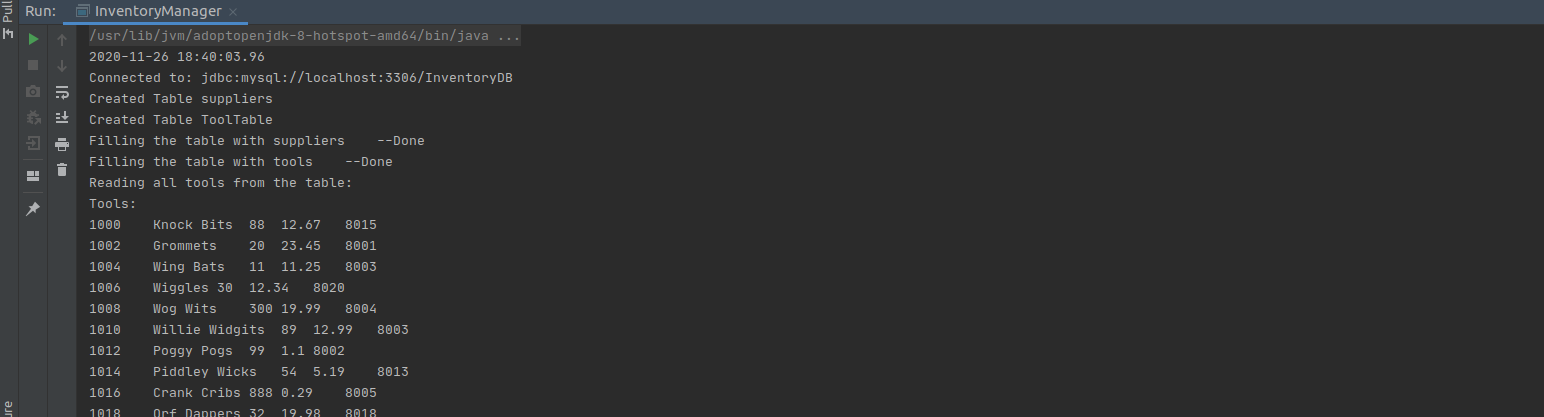 Pull
Run: InventoryManager
/usr/lib/jvm/adoptopenjdk-8-hotspot-amd64/bin/java ...
2020-11-26 18:40:03.96
Connected to: jdbc:mysql://localhost:3306/InventoryDB
Created Table suppliers
Created Table ToolTable
Filling the table with suppliers    --Done
Filling the table with tools    --Done
Reading all tools from the table:
Tools:
1000    Knock Bits  88  12.67   8015
1002    Grommets    20  23.45   8001
1004    Wing Bats   11  11.25   8003
1006    Wiggles 30  12.34   8020
1008    Wog Wits    300 19.99   8004
1010    Willie Widgits  89  12.99   8003
1012    Poggy Pogs  99  1.1 8002
1014    Piddley Wicks   54  5.19    8013
1016    Crank Cribs 888 0.29    8005
1018    Orf Dappers 32  19.98   8018
ure